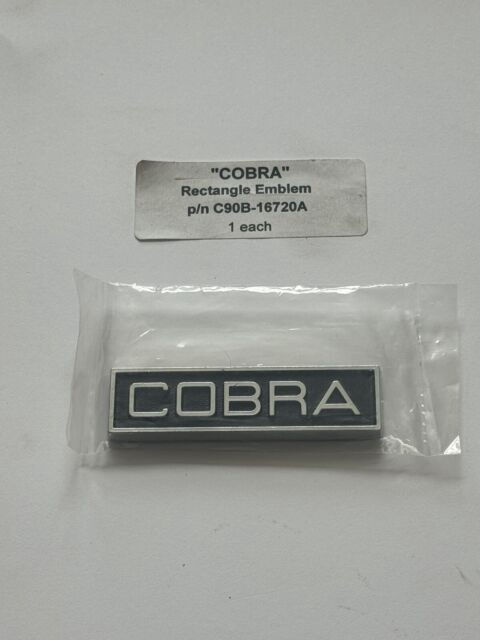 "COBRA"
Rectangle Emblem
p/n C90B-16720A
1 each
COBRA